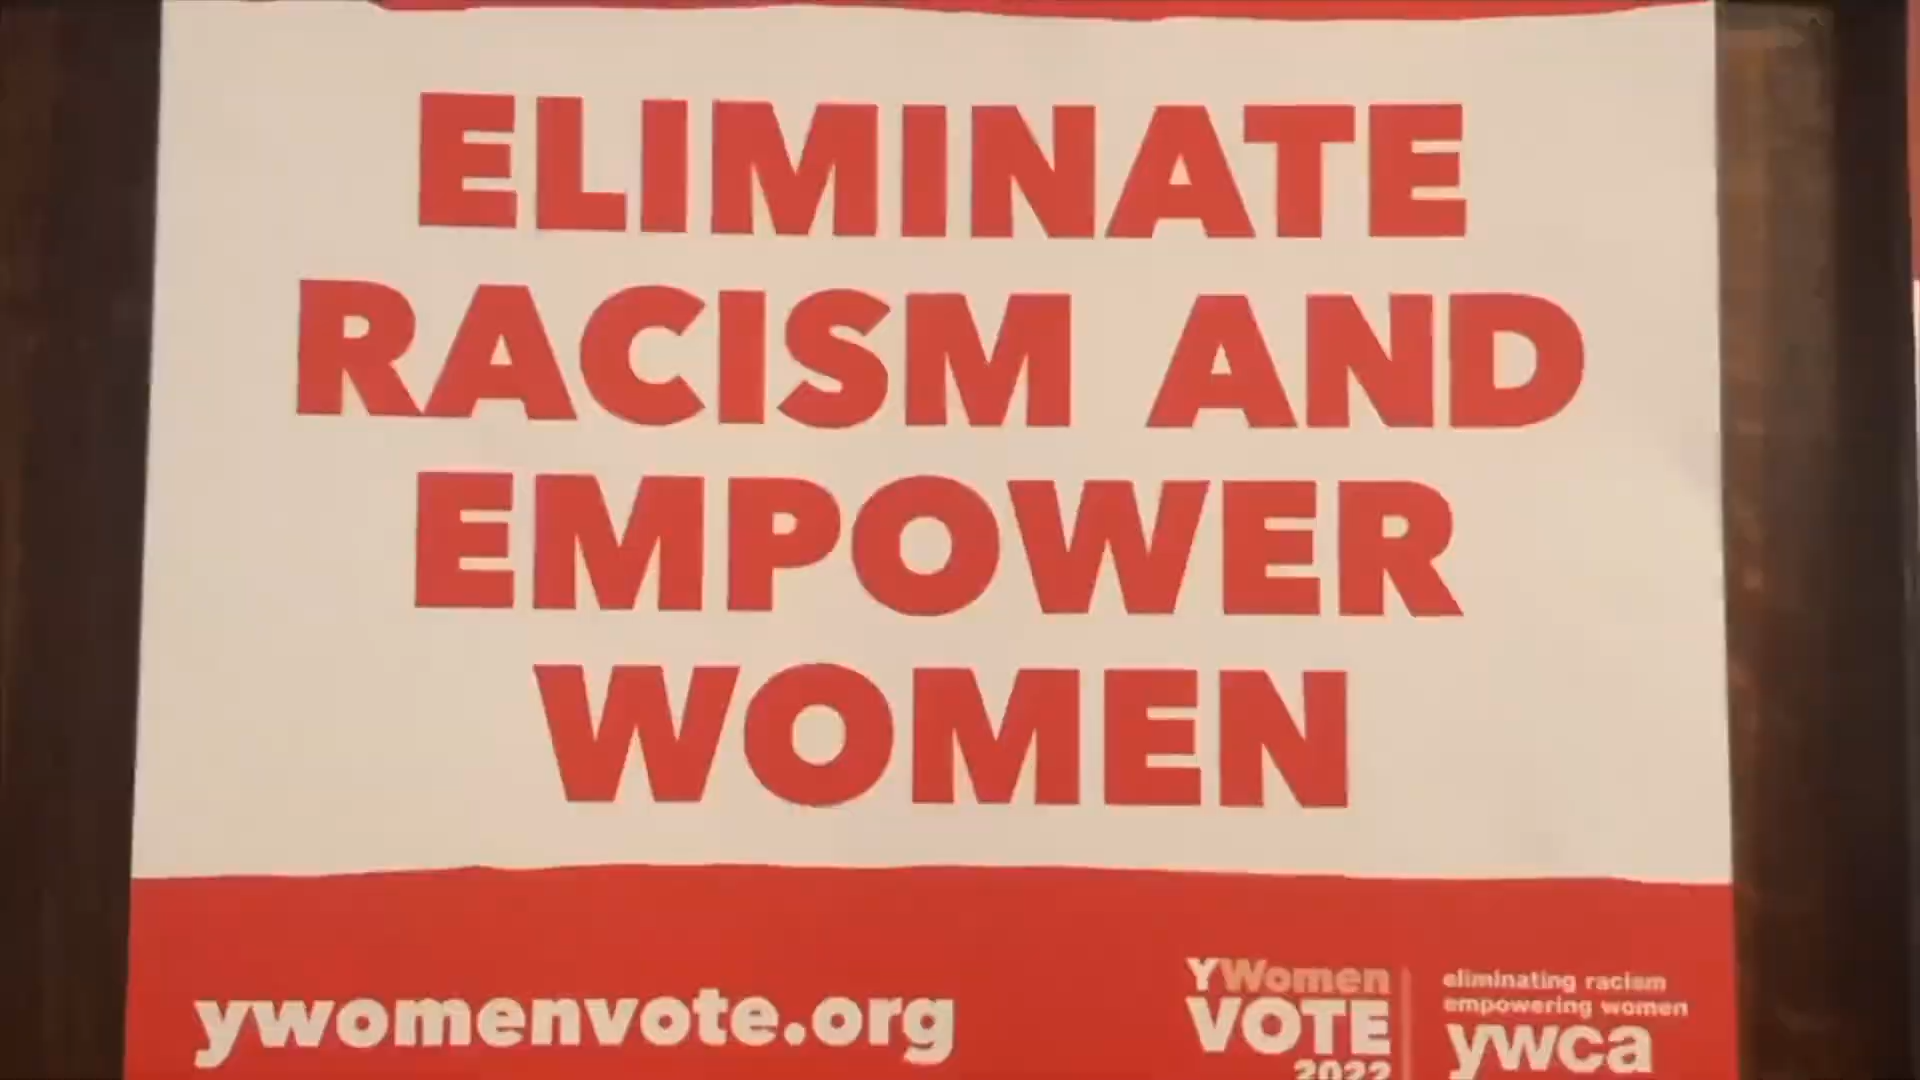 ELIMINATE
RACISM AND
EMPOWER
WOMEN
ywomenvote.org
YWomen
VOTE
2022
eliminating racism
empowering women
ywca